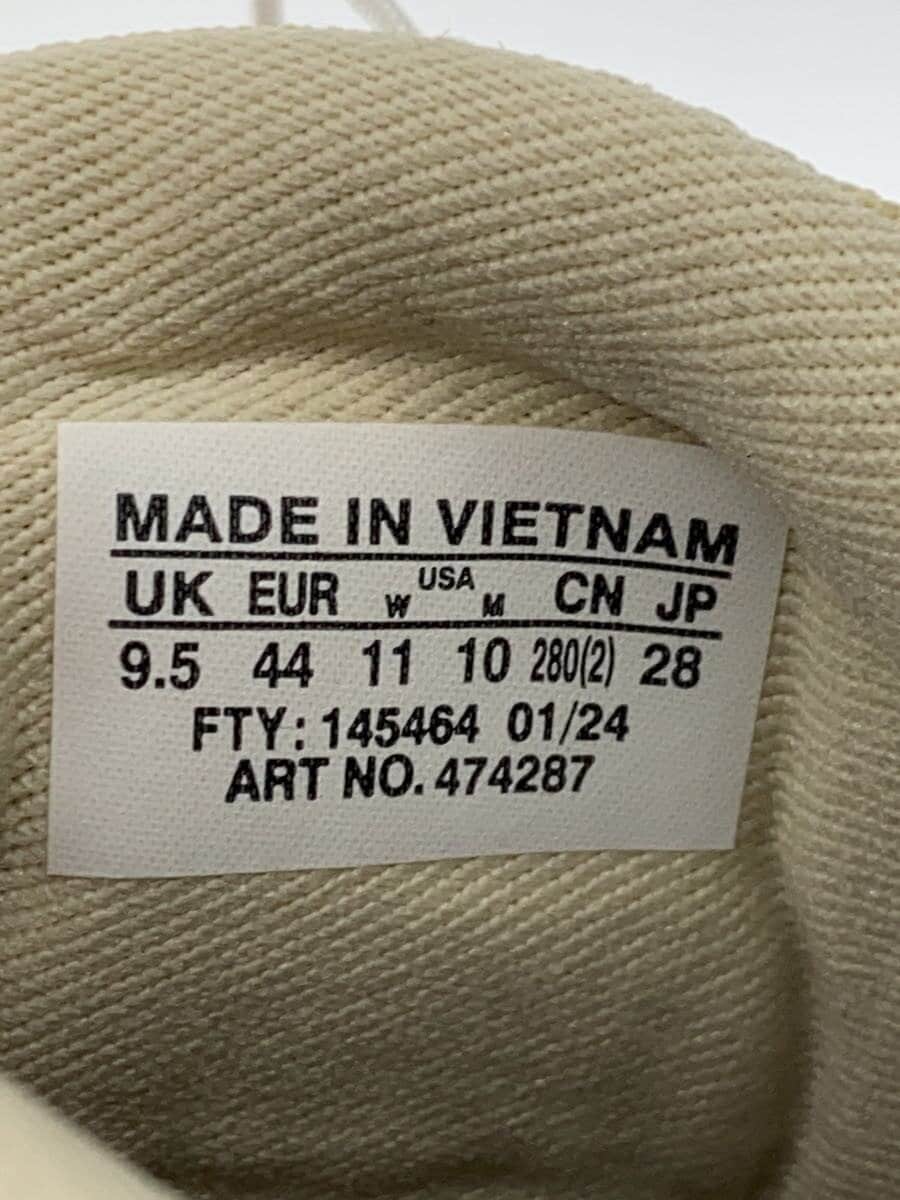 MADE IN VIETNAM
UK EUR W USA M CN JP
9.5 44 11 10 280(2) 28
FTY: 145464 01/24
ART NO. 474287